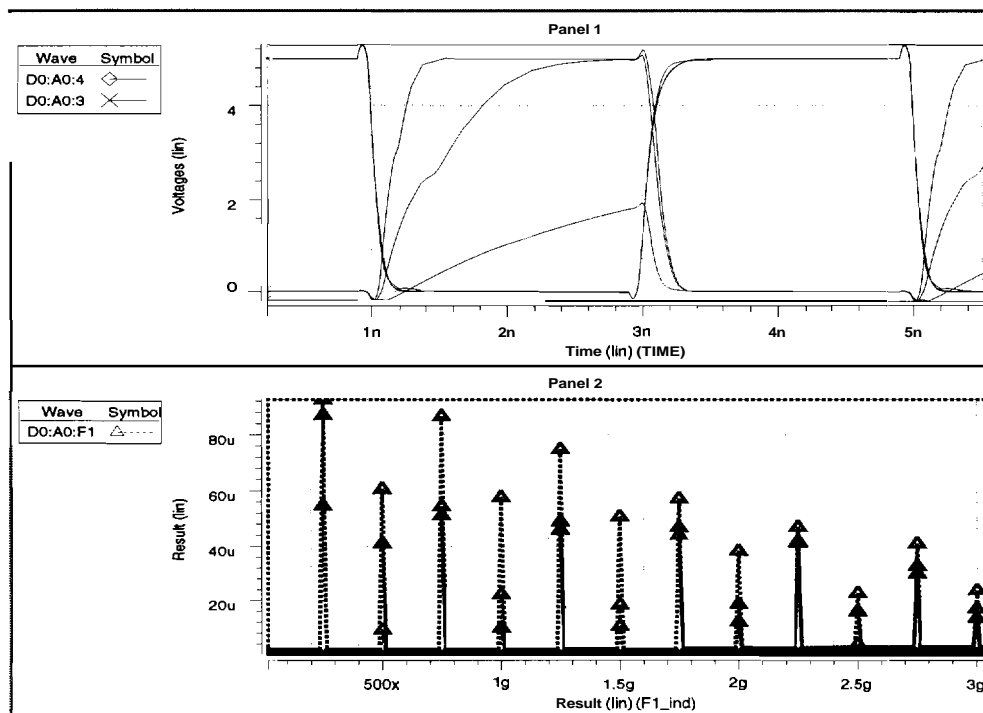 Panel 1
Wave Symbol
D0:A0:4
D0:A0:3
Voltages (lin)
4
2
0
1n 2n 3n 4n 5n
Time (lin) (TIME)
Panel 2
Wave Symbol
D0:A0:F1
Result (lin)
80u
60u
40u
20u
500x 1g 1.5g 2g 2.5g 3g
Result (lin) (F1_ind)